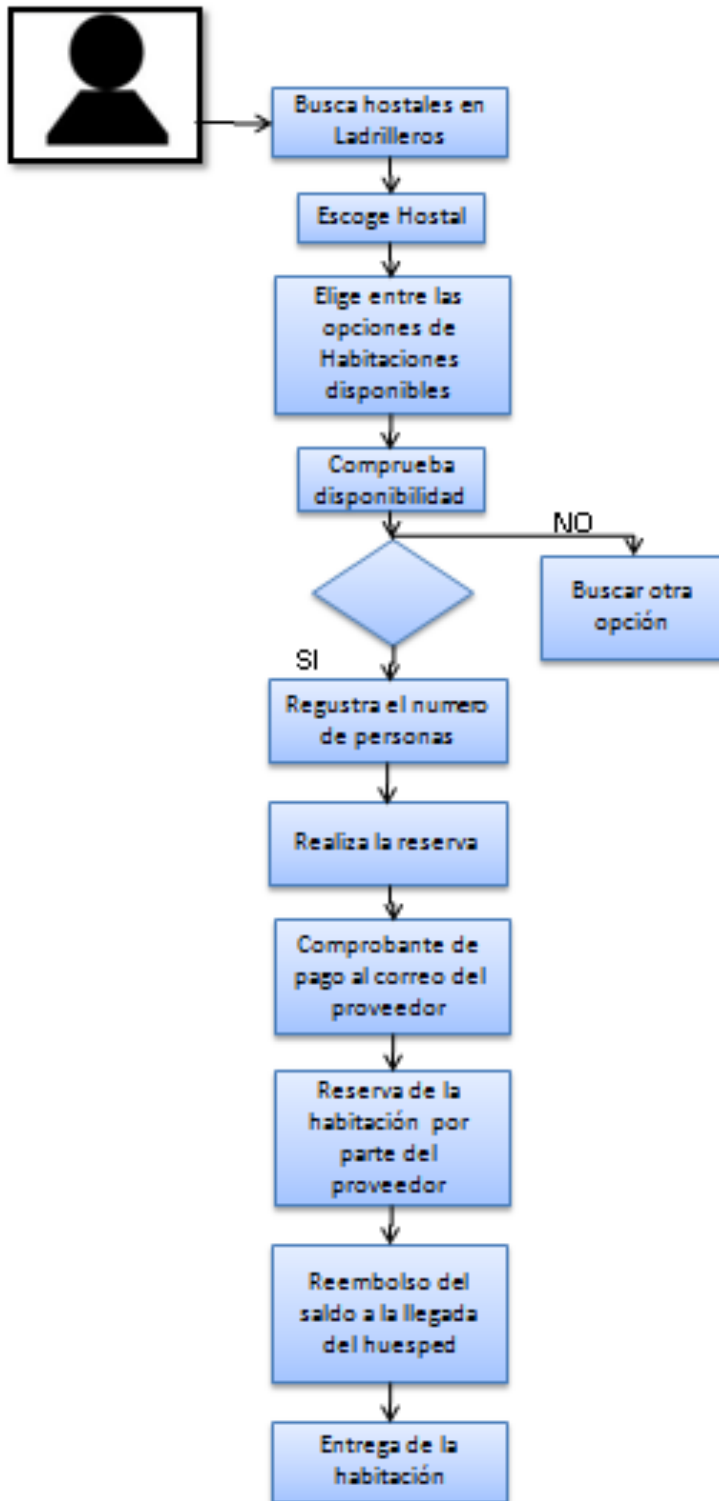 Busca hostales en
Ladrilleros
Escoge Hostal
Elige entre las
opciones de
Habitaciones
disponibles
Comprueba
disponibilidad
NO
Buscar otra
opción
SI
Regustra el numero
de personas
Realiza la reserva
Comprobante de
pago al correo del
proveedor
Reserva de la
habitación por
parte del
proveedor
Reembolso del
saldo a la llegada
del huesped
Entrega de la
habitación